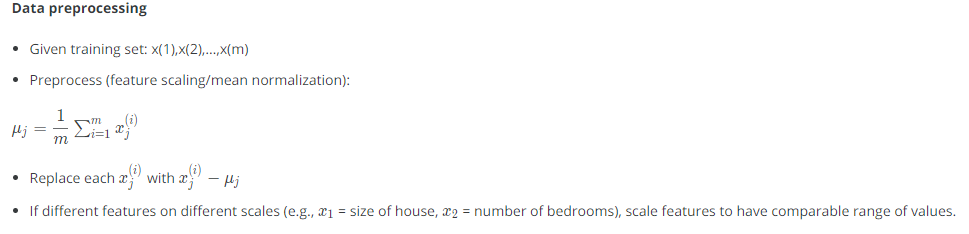 Data preprocessing
• Given training set: x(1),x(2),...,x(m)
• Preprocess (feature scaling/mean normalization):
μ_j = \frac{1}{m} \sum_{i=1}^{m} x_j^{(i)}
• Replace each x_j^{(i)} with x_j^{(i)} − μ_j
• If different features on different scales (e.g., x_1 = size of house, x_2 = number of bedrooms), scale features to have comparable range of values.